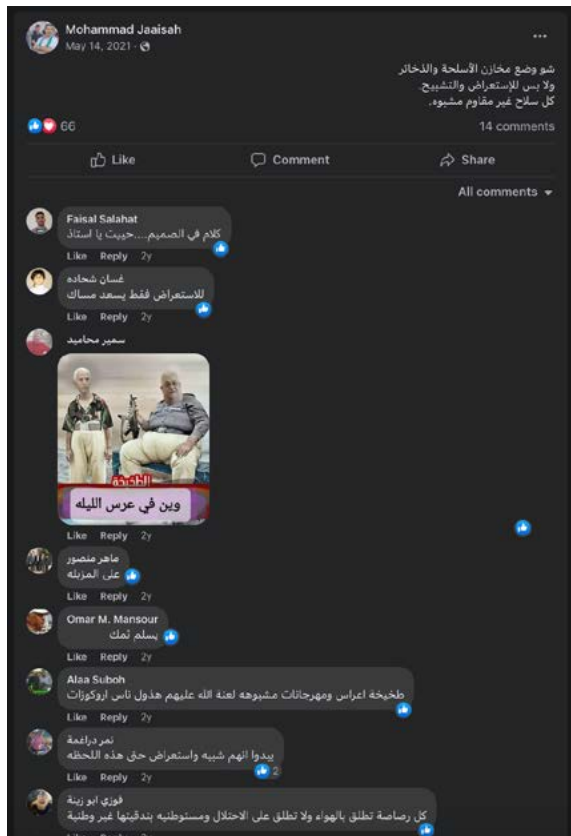 Mohammad Jaaisah
May 14, 2021
شو وضع مخازن الأسلحة والذخائر
ولا بس للإستعراض والتشبيح.
كل سلاح غير مقاوم مشبوه.
66
14 comments
Like Comment Share
All comments
Faisal Salahat
كلام في الصميم....حييت يا استاذ
Like Reply 2y
غسان شحاده
للاستعراض فقط يسعد مساك
Like Reply 2y
سمير محاميد
الطخيخة
وين في عرس الليله
Like Reply 2y
ماهر منصور
على المزبله
Like Reply 2y
Omar M. Mansour
يسلم ثمك
Like Reply 2y
Alaa Suboh
طخيخة اعراس ومهرجانات مشبوهه لعنة الله عليهم هذول ناس اروكوزات
Like Reply 2y
نمر دراغمة
يبدوا انهم شبيه واستعراض حتى هذه اللحظه
2
Like Reply 2y
فوزي ابو زينة
كل رصاصة تطلق بالهواء ولا تطلق على الاحتلال ومستوطنيه بندقيتها غير وطنية
Like Reply 2y